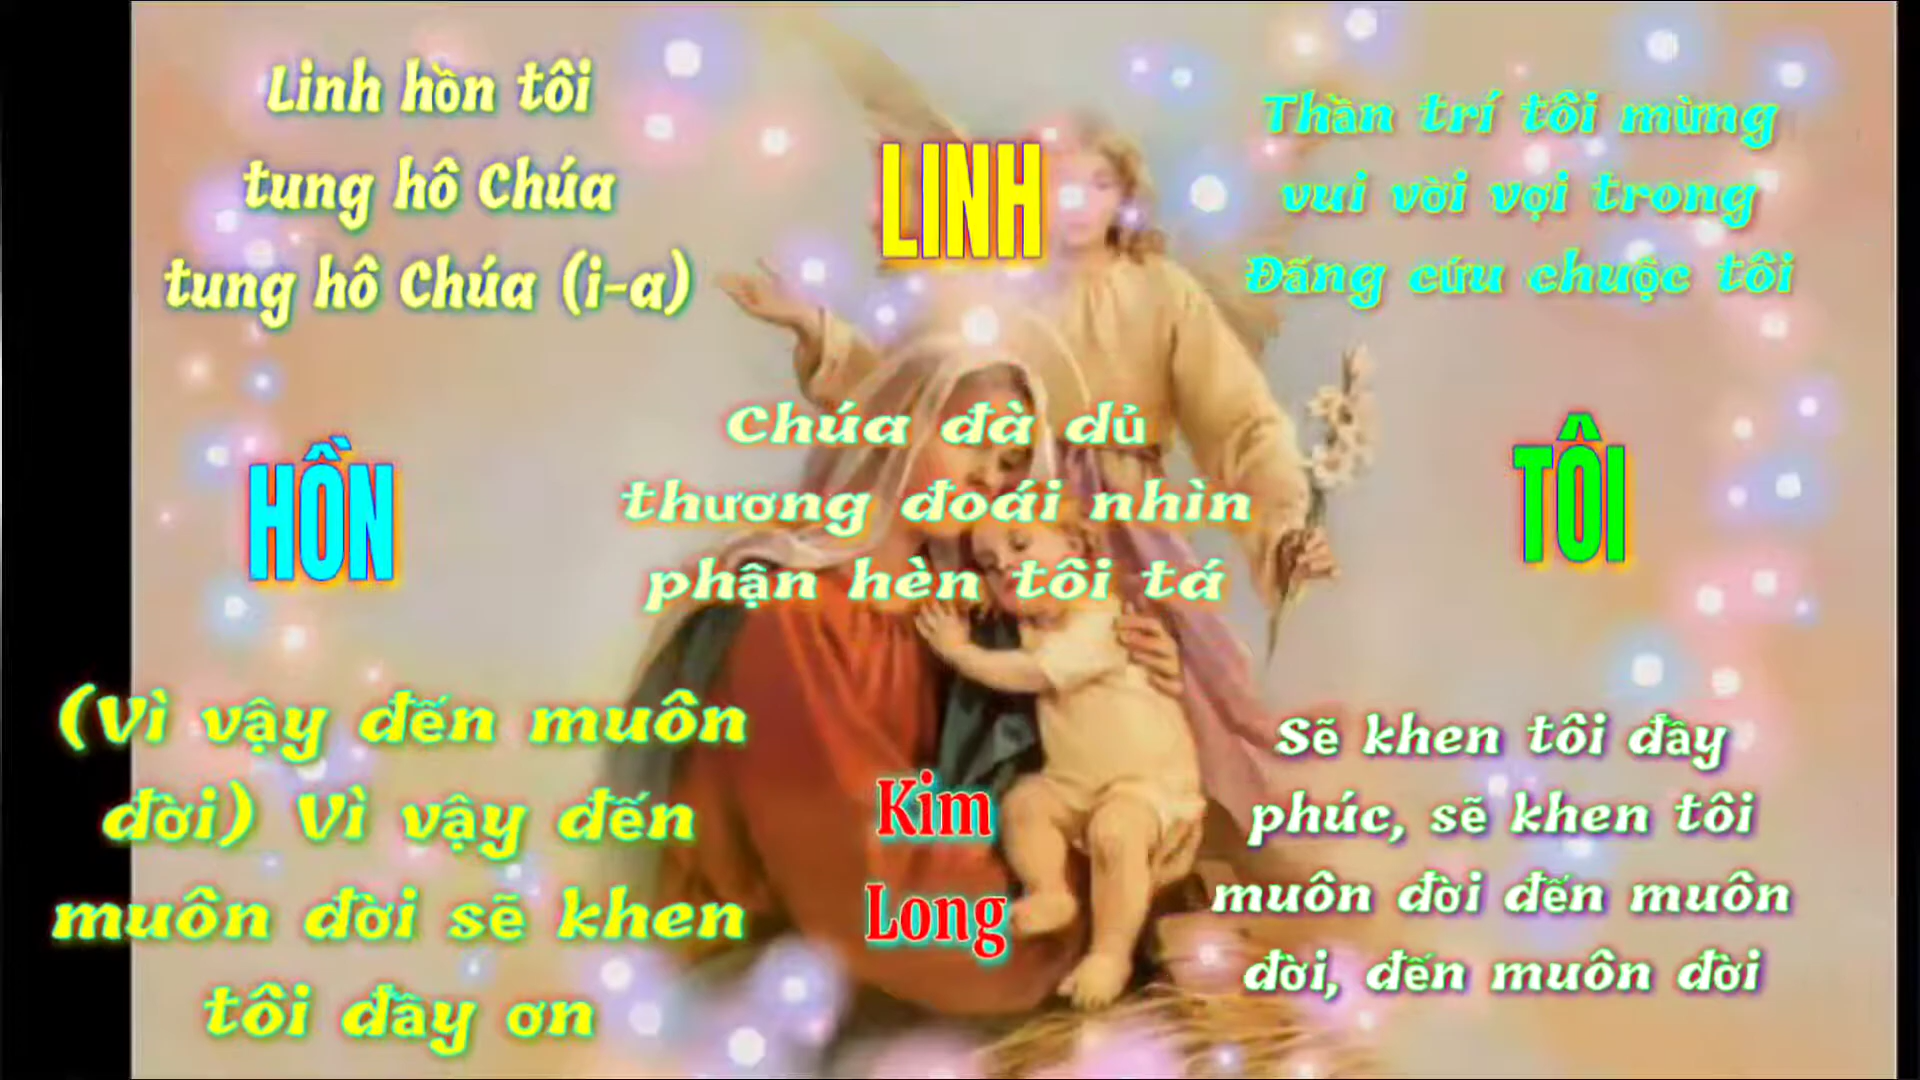 Linh hồn tôi
tung hô Chúa
tung hô Chúa (i-a)
LINH
Thần trí tôi mừng
vui vời vợi trong
Đấng cứu chuộc tôi
HỒN
Chúa đà dủ
thương đoái nhìn
phận hèn tôi tá
TÔI
(Vì vậy đến muôn
đời) Vì vậy đến
muôn đời sẽ khen
tôi đầy ơn
Kim
Long
Sẽ khen tôi đầy
phúc, sẽ khen tôi
muôn đời đến muôn
đời, đến muôn đời